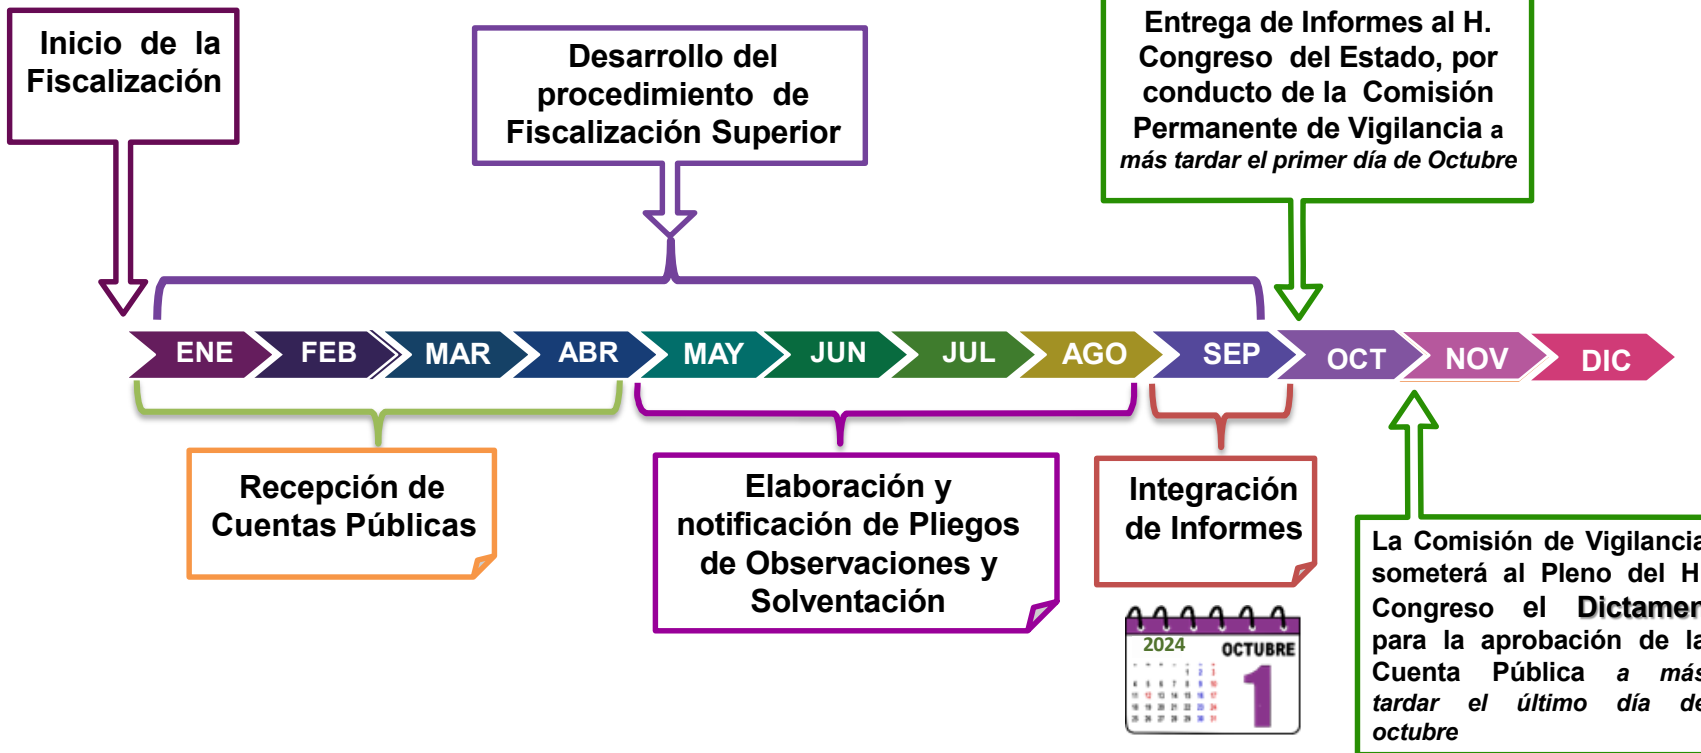 Inicio de la
Fiscalización
Desarrollo del
procedimiento de
Fiscalización Superior
Entrega de Informes al H.
Congreso del Estado, por
conducto de la Comisión
Permanente de Vigilancia a
más tardar el primer día de Octubre
ENE FEB MAR ABR MAY JUN JUL AGO SEP OCT NOV DIC
Recepción de
Cuentas Públicas
Elaboración y
notificación de Pliegos
de Observaciones y
Solventación
Integración
de Informes
2024 OCTUBRE
1
La Comisión de Vigilancia
someterá al Pleno del H.
Congreso el Dictamen
para la aprobación de la
Cuenta Pública a más
tardar el último día de
octubre